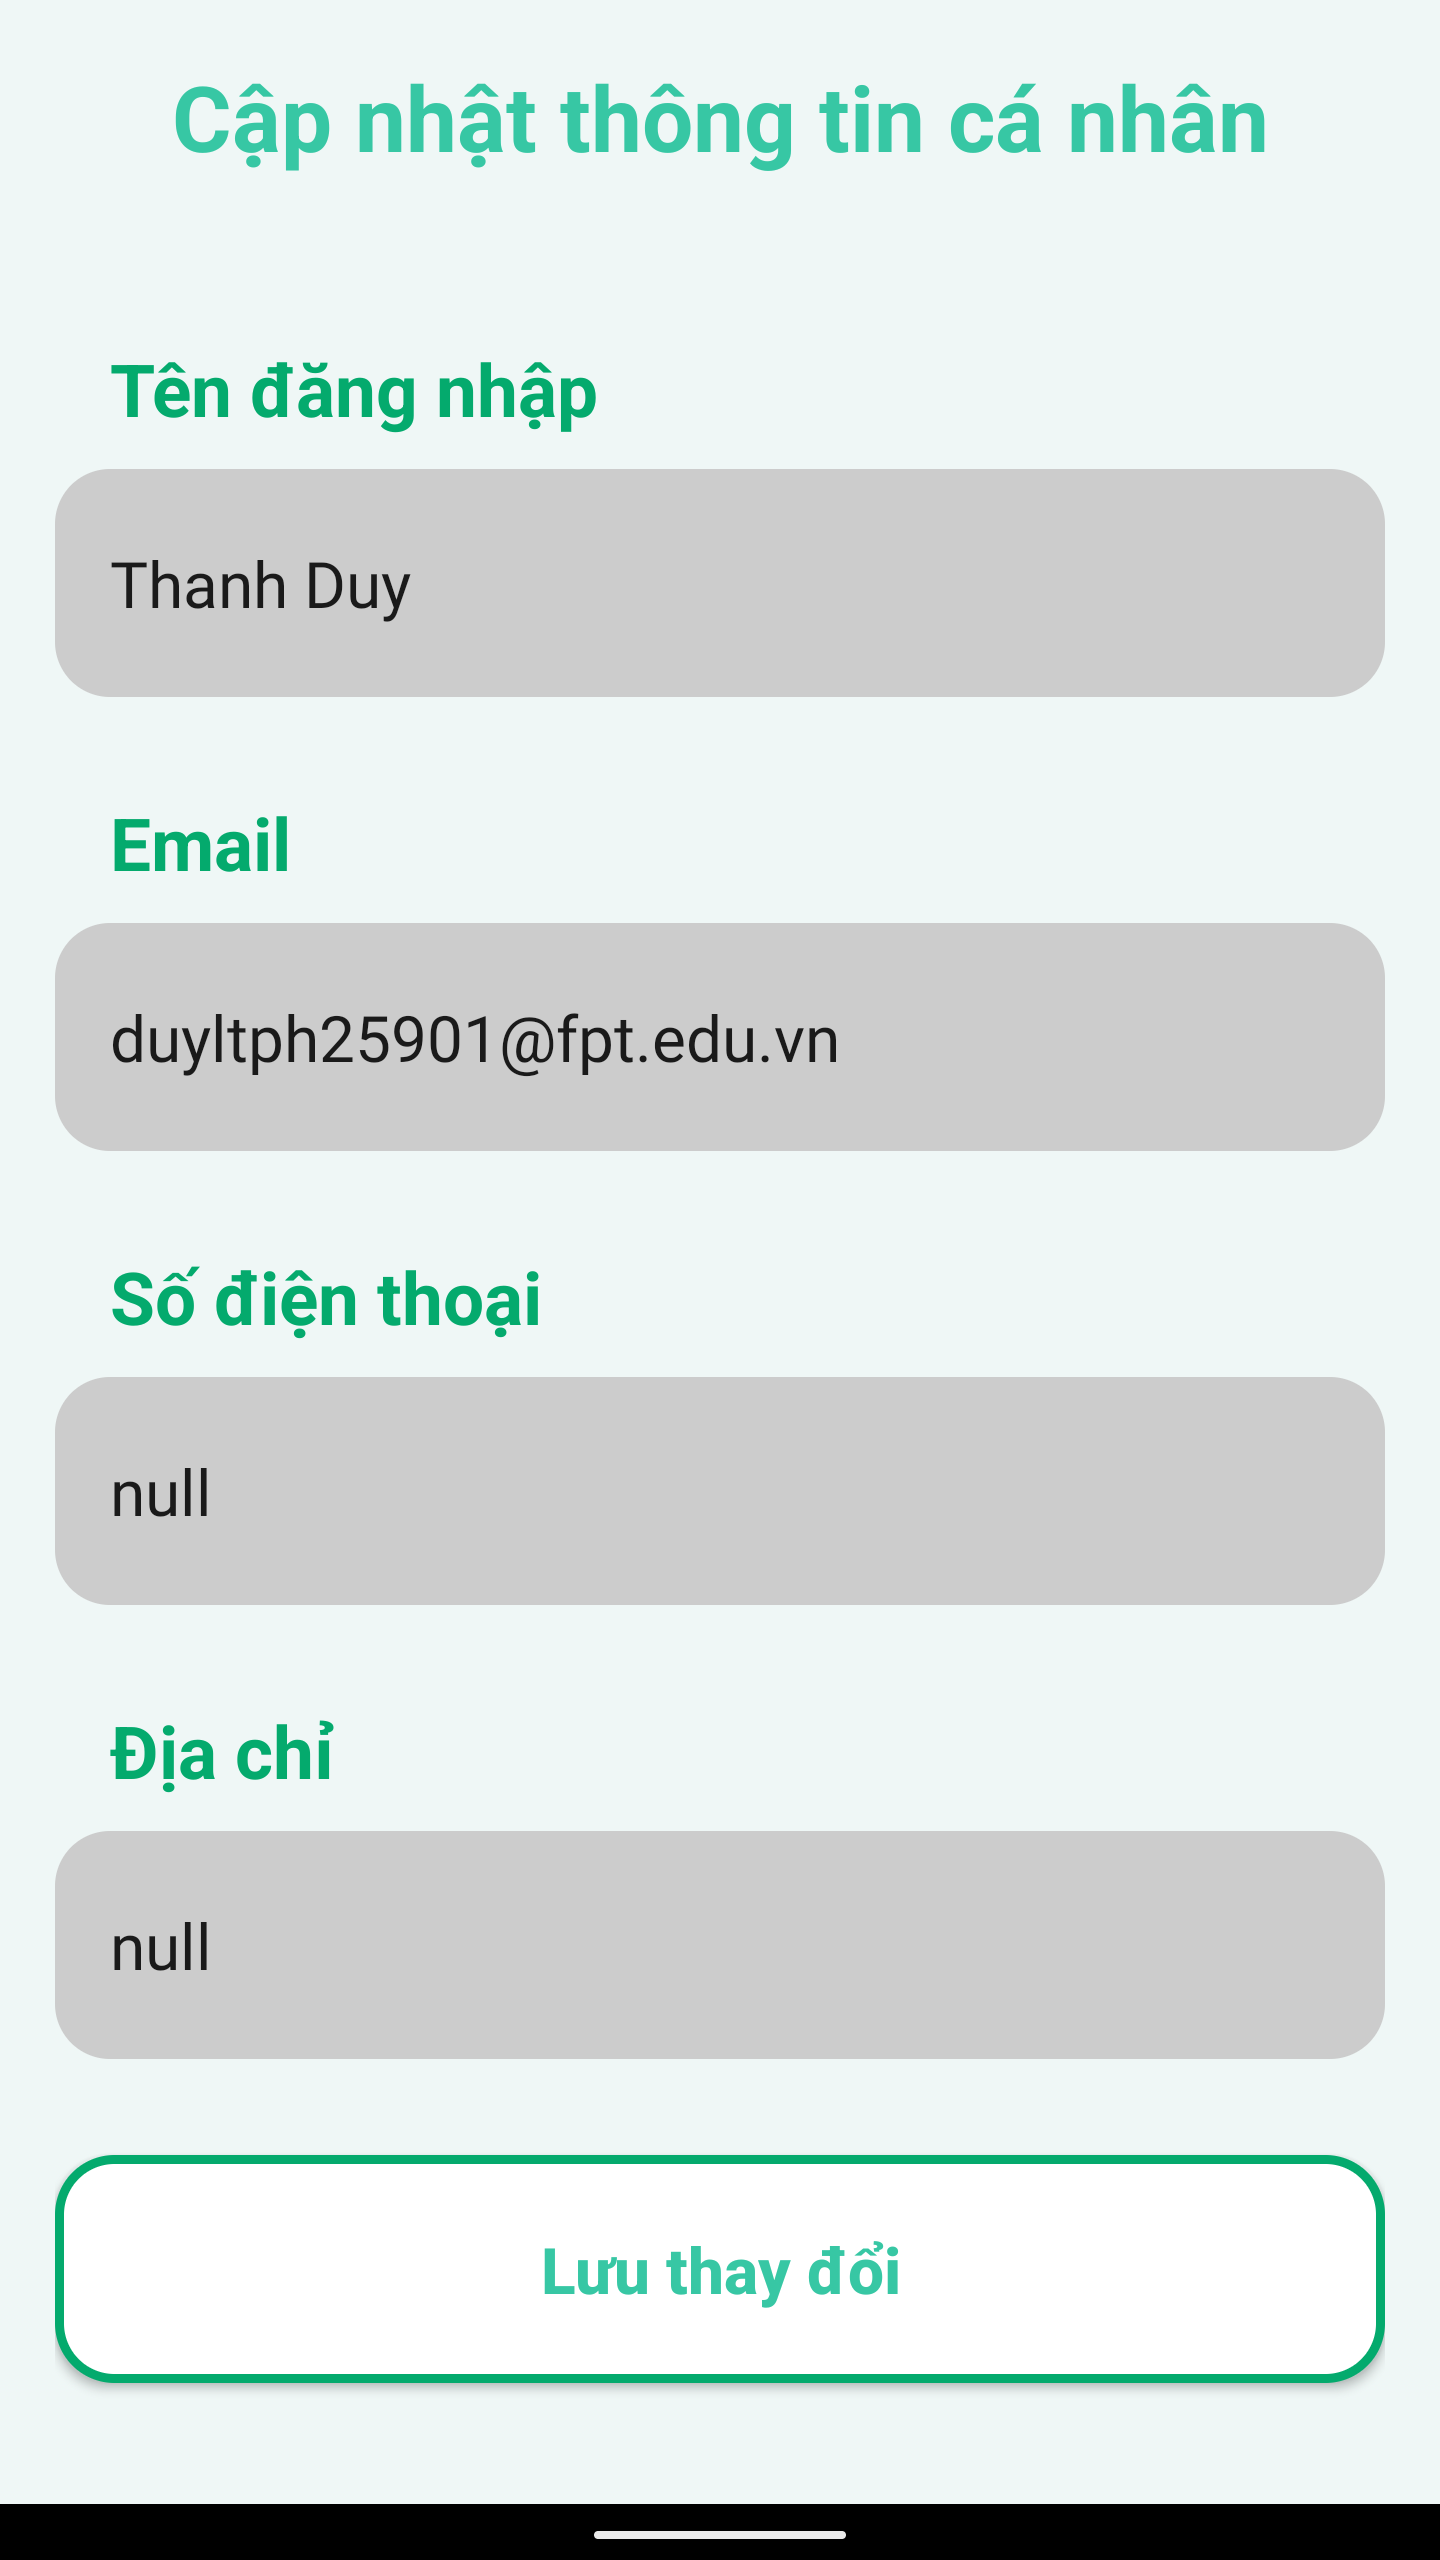 Cập nhật thông tin cá nhân
Tên đăng nhập
Thanh Duy
Email
duyltph25901@fpt.edu.vn
Số điện thoại
null
Địa chỉ
null
Lưu thay đổi